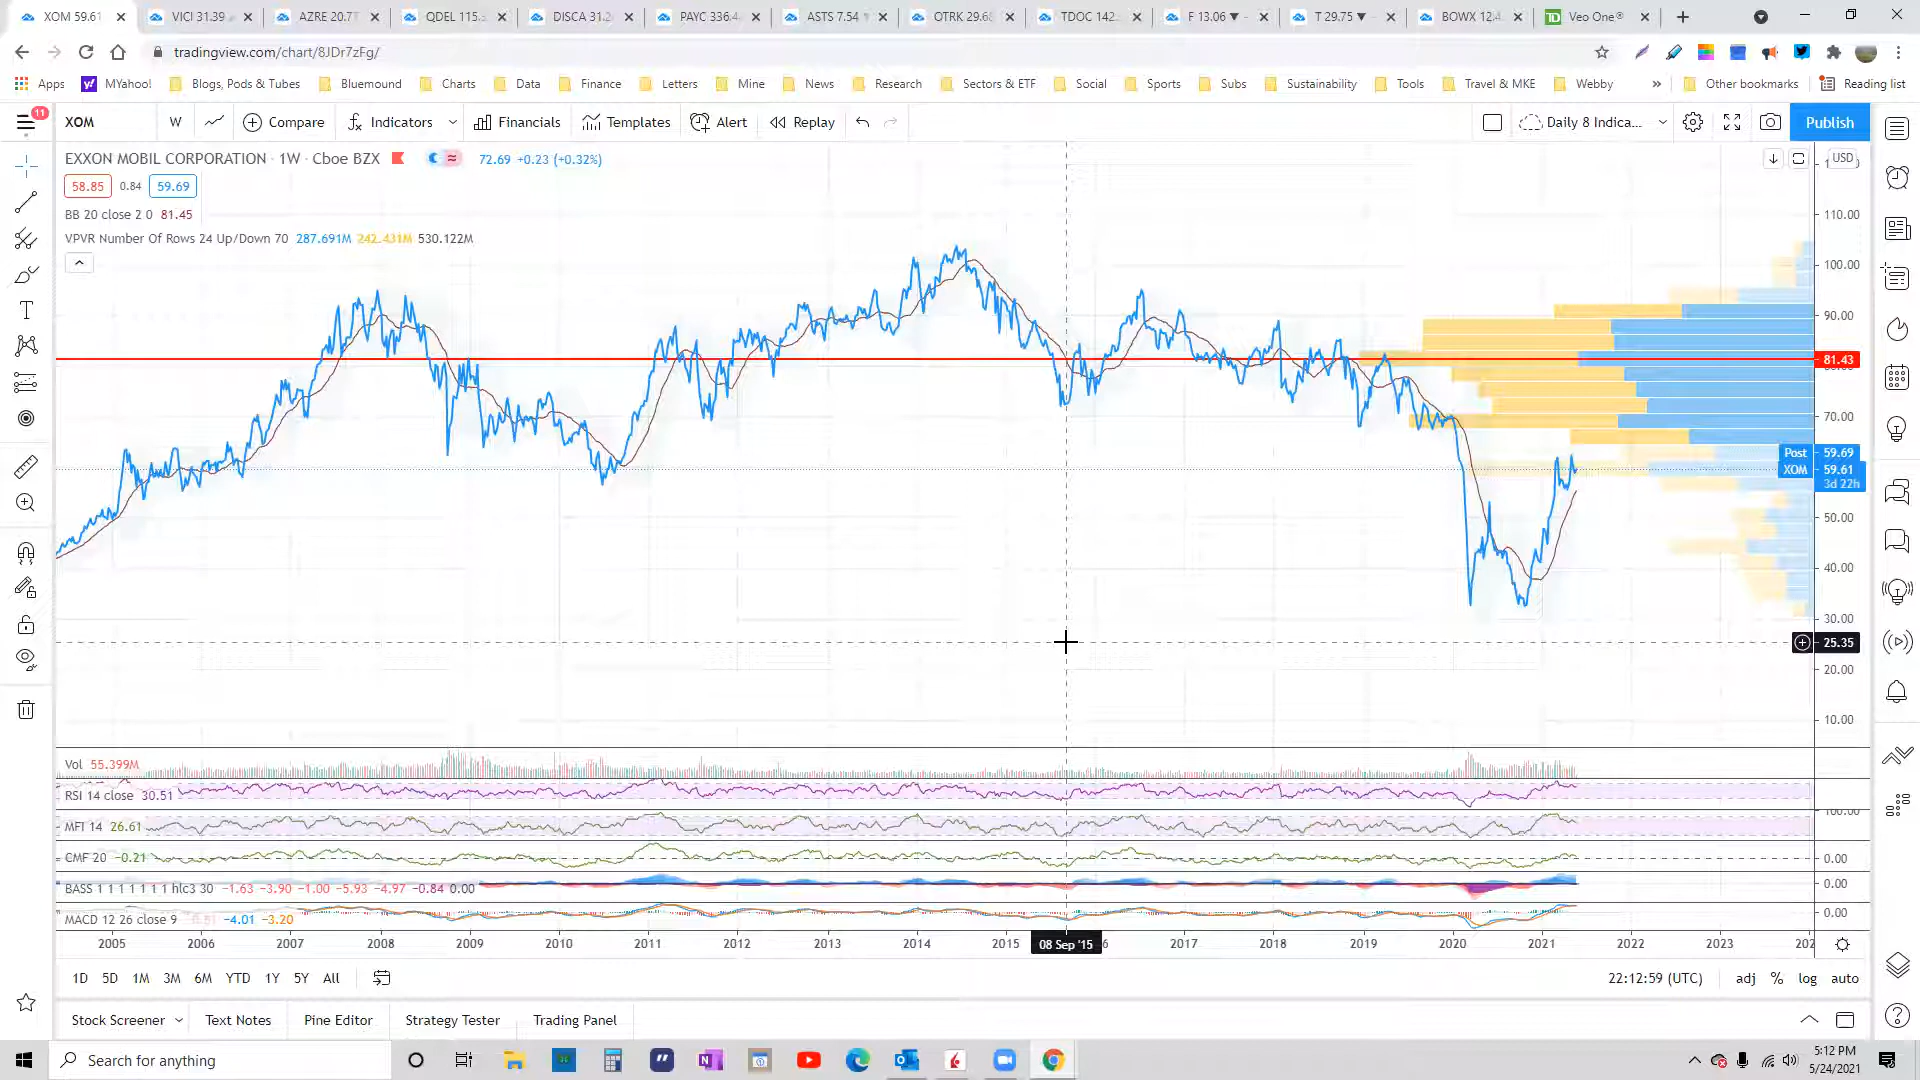 XOM 59.61
VICI 31.39
AZRE 20.7
QDEL 115.
DISCA 31.2
PAYC 336.4
ASTS 7.54
OTRK 29.68
TDOC 142.
F 13.06 ▼
T 29.75 ▼
BOWX 12.4
Veo One®
tradingview.com/chart/8JDr7zFg/
Apps
MYahoo!
Blogs, Pods & Tubes
Bluemound
Charts
Data
Finance
Letters
Mine
News
Research
Sectors & ETF
Social
Sports
Subs
Sustainability
Tools
Travel & MKE
Webby
»
Other bookmarks
Reading list
11
XOM
W
Compare
Indicators
Financials
Templates
Alert
Replay
Daily 8 Indica...
Publish
EXXON MOBIL CORPORATION · 1W · Cboe BZX
72.69 +0.23 (+0.32%)
USD
58.85
0.84
59.69
BB 20 close 2 0 81.45
VPVR Number Of Rows 24 Up/Down 70 287.691M 242.431M 530.122M
110.00
100.00
90.00
81.43
70.00
Post 59.69
XOM 59.61
3d 22h
50.00
40.00
30.00
25.35
20.00
10.00
Vol 55.399M
RSI 14 close 30.51
MFI 14 26.61
CMF 20 −0.21
0.00
BASS 1 1 1 1 1 1 1 hlc3 30 −1.63 −3.90 −1.00 −5.93 −4.97 −0.84 0.00
0.00
MACD 12 26 close 9 −4.01 −3.20
0.00
2005
2006
2007
2008
2009
2010
2011
2012
2013
2014
2015
08 Sep '15
2017
2018
2019
2020
2021
2022
2023
1D
5D
1M
3M
6M
YTD
1Y
5Y
All
22:12:59 (UTC)
adj
%
log
auto
Stock Screener
Text Notes
Pine Editor
Strategy Tester
Trading Panel
Search for anything
5:12 PM
5/24/2021